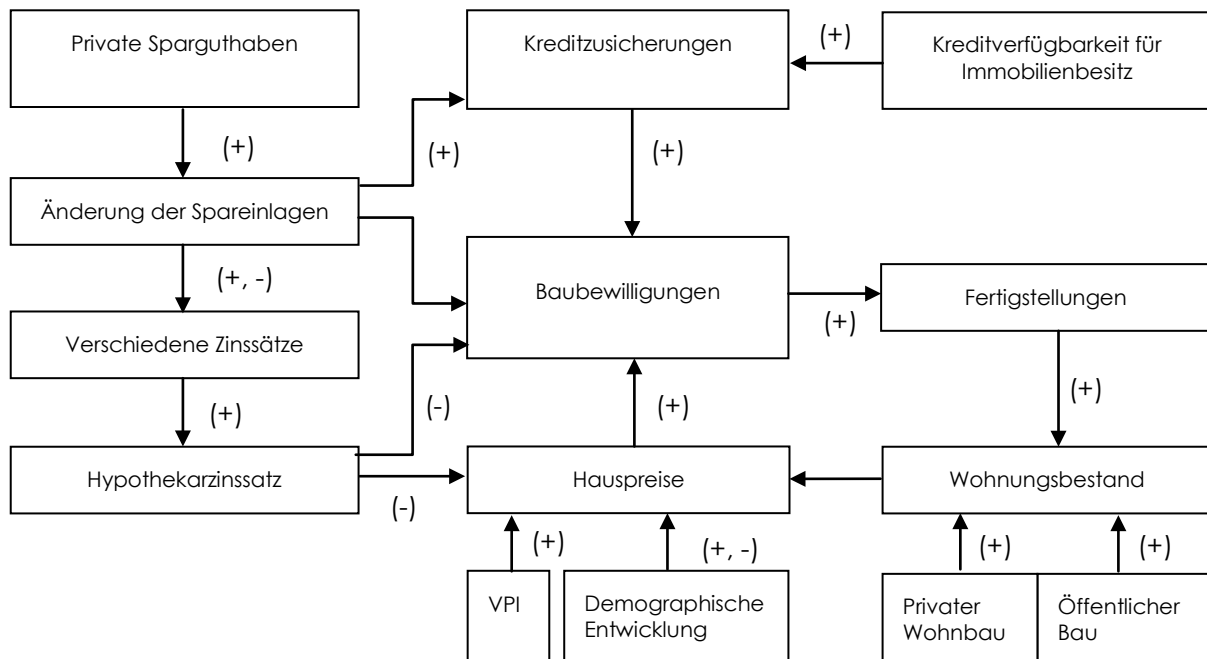 Private Sparguthaben
Kreditzusicherungen
(+)
Kreditverfügbarkeit für
Immobilienbesitz
(+)
(+)
(+)
Änderung der Spareinlagen
(+, -)
Baubewilligungen
(+)
Fertigstellungen
Verschiedene Zinssätze
(+)
(-)
(+)
(+)
Hypothekarzinssatz
(-)
Hauspreise
Wohnungsbestand
(+)
(+, -)
(+)
(+)
VPI
Demographische
Entwicklung
Privater
Wohnbau
Öffentlicher
Bau